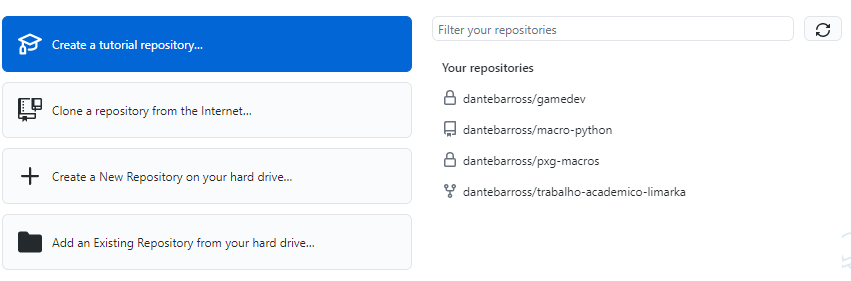 Create a tutorial repository...
Clone a repository from the Internet...
Create a New Repository on your hard drive...
Add an Existing Repository from your hard drive...
Filter your repositories
Your repositories
dantebarross/gamedev
dantebarross/macro-python
dantebarross/pxg-macros
dantebarross/trabalho-academico-limarka